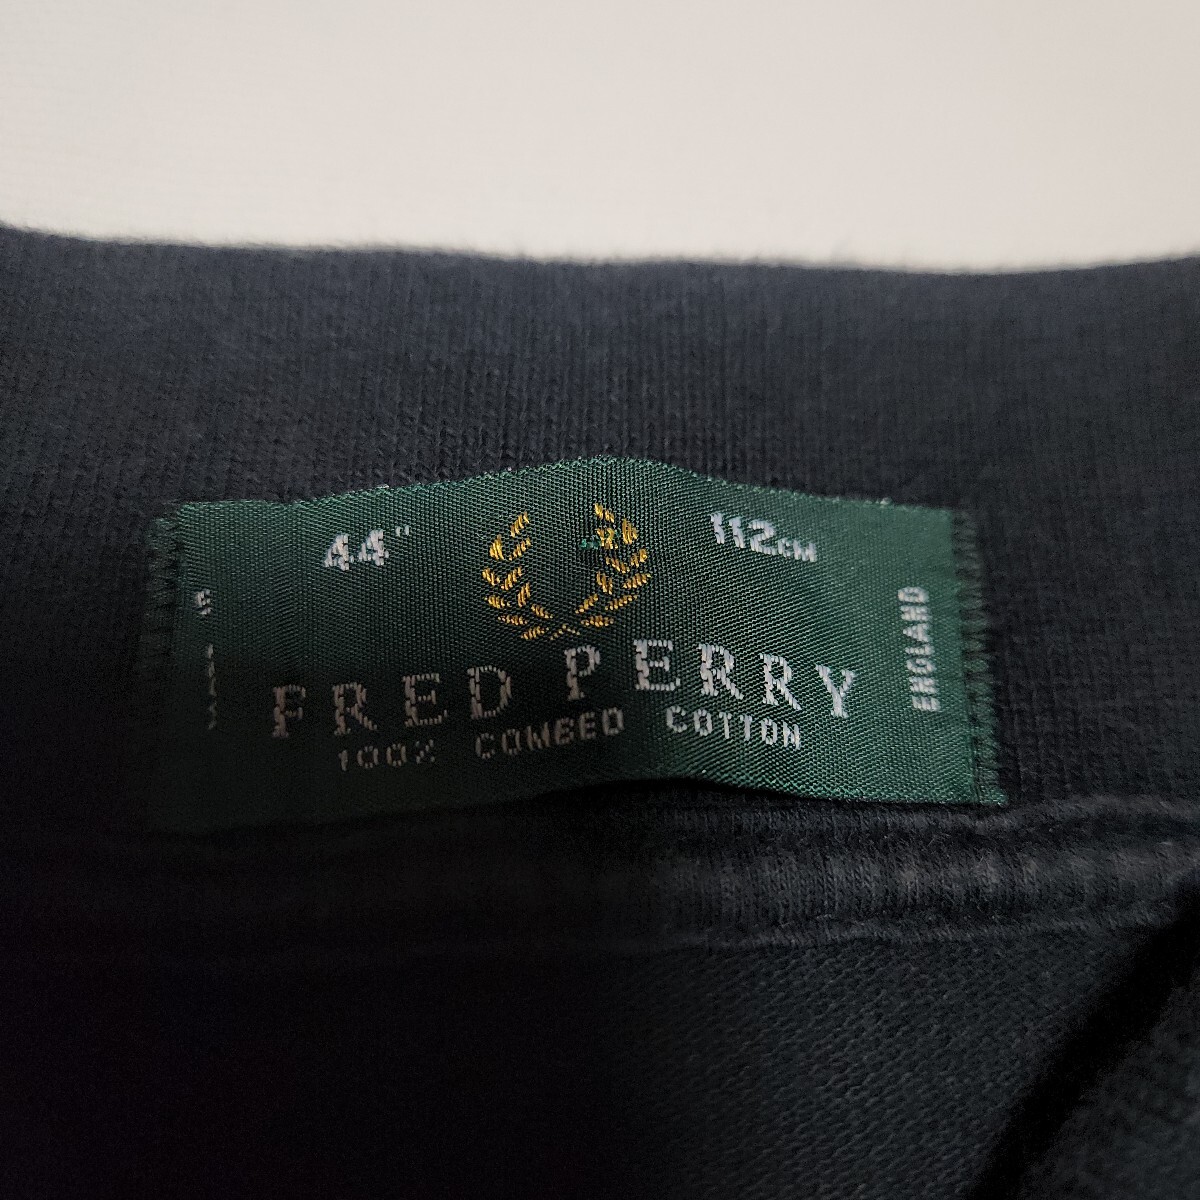 44" 112CM
FRED PERRY
100% COMBED COTTON
ENGLAND